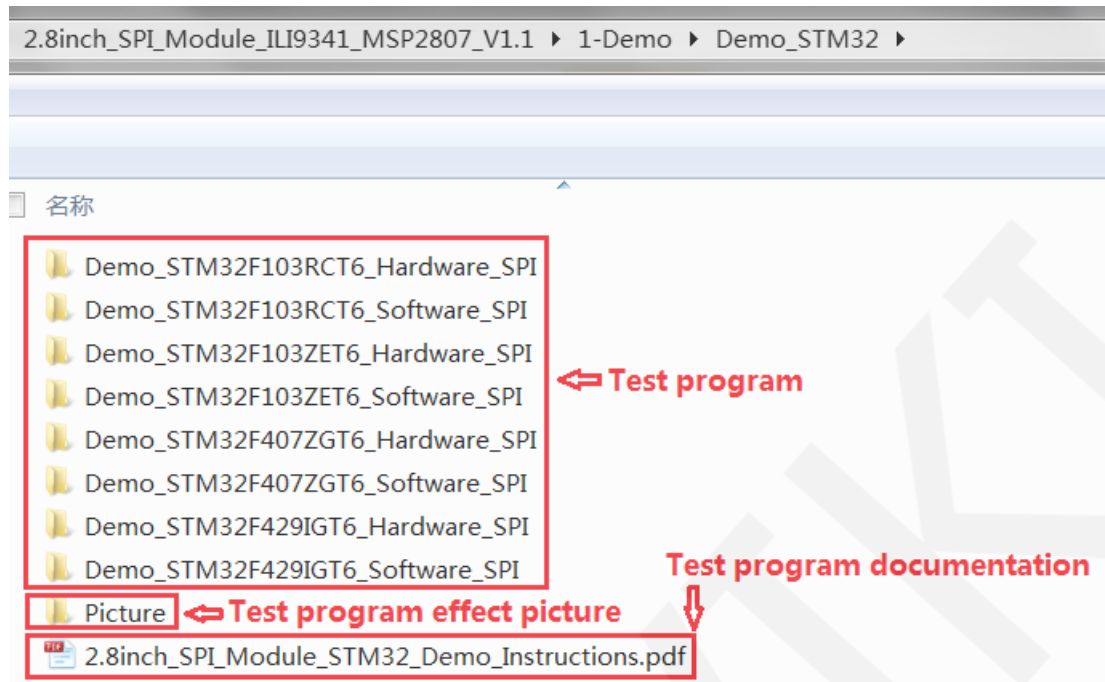 2.8inch_SPI_Module_ILI9341_MSP2807_V1.1 ▸ 1-Demo ▸ Demo_STM32 ▸
名称
Demo_STM32F103RCT6_Hardware_SPI
Demo_STM32F103RCT6_Software_SPI
Demo_STM32F103ZET6_Hardware_SPI
Test program
Demo_STM32F103ZET6_Software_SPI
Demo_STM32F407ZGT6_Hardware_SPI
Demo_STM32F407ZGT6_Software_SPI
Demo_STM32F429IGT6_Hardware_SPI
Demo_STM32F429IGT6_Software_SPI
Test program documentation
Picture Test program effect picture
2.8inch_SPI_Module_STM32_Demo_Instructions.pdf